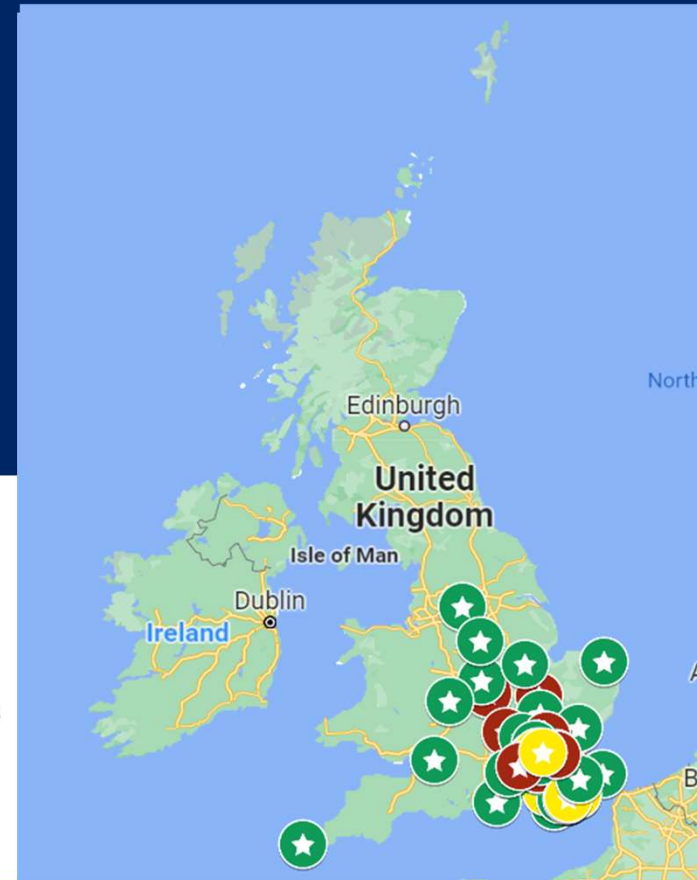 North
Edinburgh
United
Kingdom
Isle of Man
Dublin
Ireland
A
B